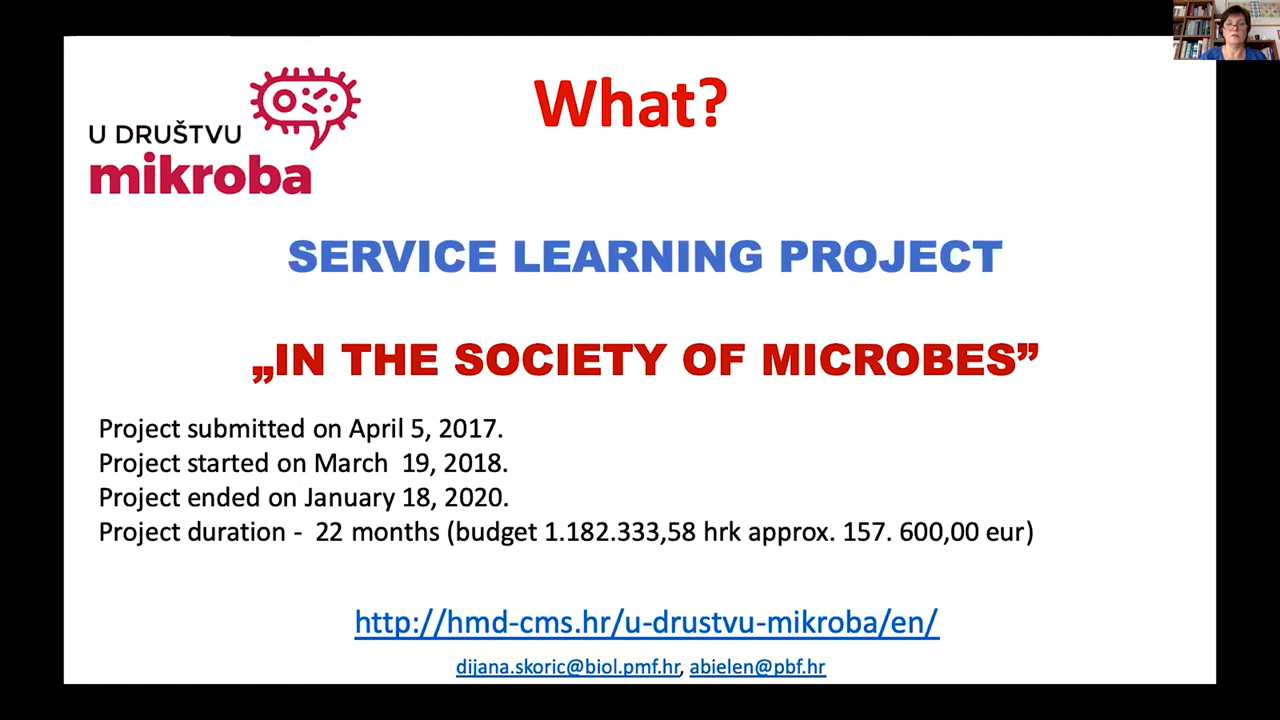 What?
U DRUŠTVU
mikroba
SERVICE LEARNING PROJECT
„IN THE SOCIETY OF MICROBES”
Project submitted on April 5, 2017.
Project started on March 19, 2018.
Project ended on January 18, 2020.
Project duration - 22 months (budget 1.182.333,58 hrk approx. 157. 600,00 eur)
http://hmd-cms.hr/u-drustvu-mikroba/en/
dijana.skoric@biol.pmf.hr, abielen@pbf.hr